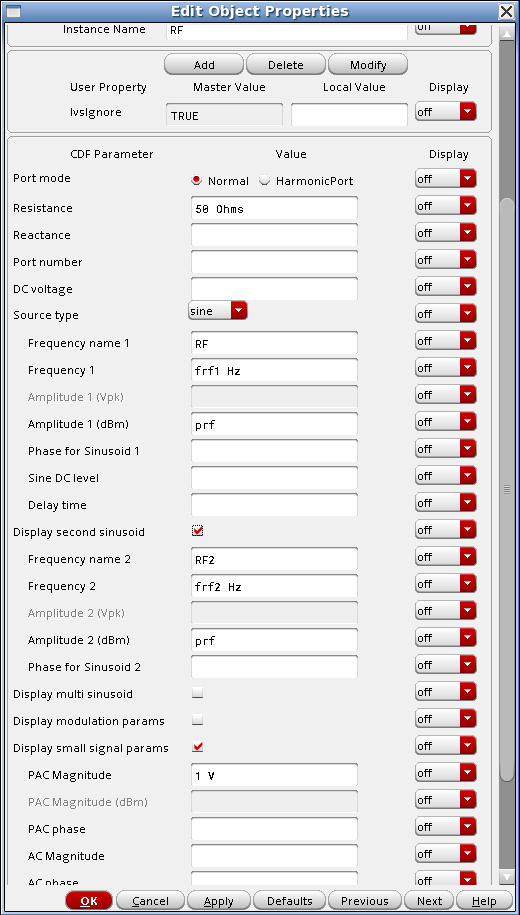 Edit Object Properties
Instance Name RF off
Add Delete Modify
User Property Master Value Local Value Display
lvsIgnore TRUE off
CDF Parameter Value Display
Port mode Normal HarmonicPort off
Resistance 50 Ohms off
Reactance off
Port number off
DC voltage off
Source type sine off
Frequency name 1 RF off
Frequency 1 frf1 Hz off
Amplitude 1 (Vpk) off
Amplitude 1 (dBm) prf off
Phase for Sinusoid 1 off
Sine DC level off
Delay time off
Display second sinusoid off
Frequency name 2 RF2 off
Frequency 2 frf2 Hz off
Amplitude 2 (Vpk) off
Amplitude 2 (dBm) prf off
Phase for Sinusoid 2 off
Display multi sinusoid off
Display modulation params off
Display small signal params off
PAC Magnitude 1 V off
PAC Magnitude (dBm) off
PAC phase off
AC Magnitude off
AC phase off
OK Cancel Apply Defaults Previous Next Help